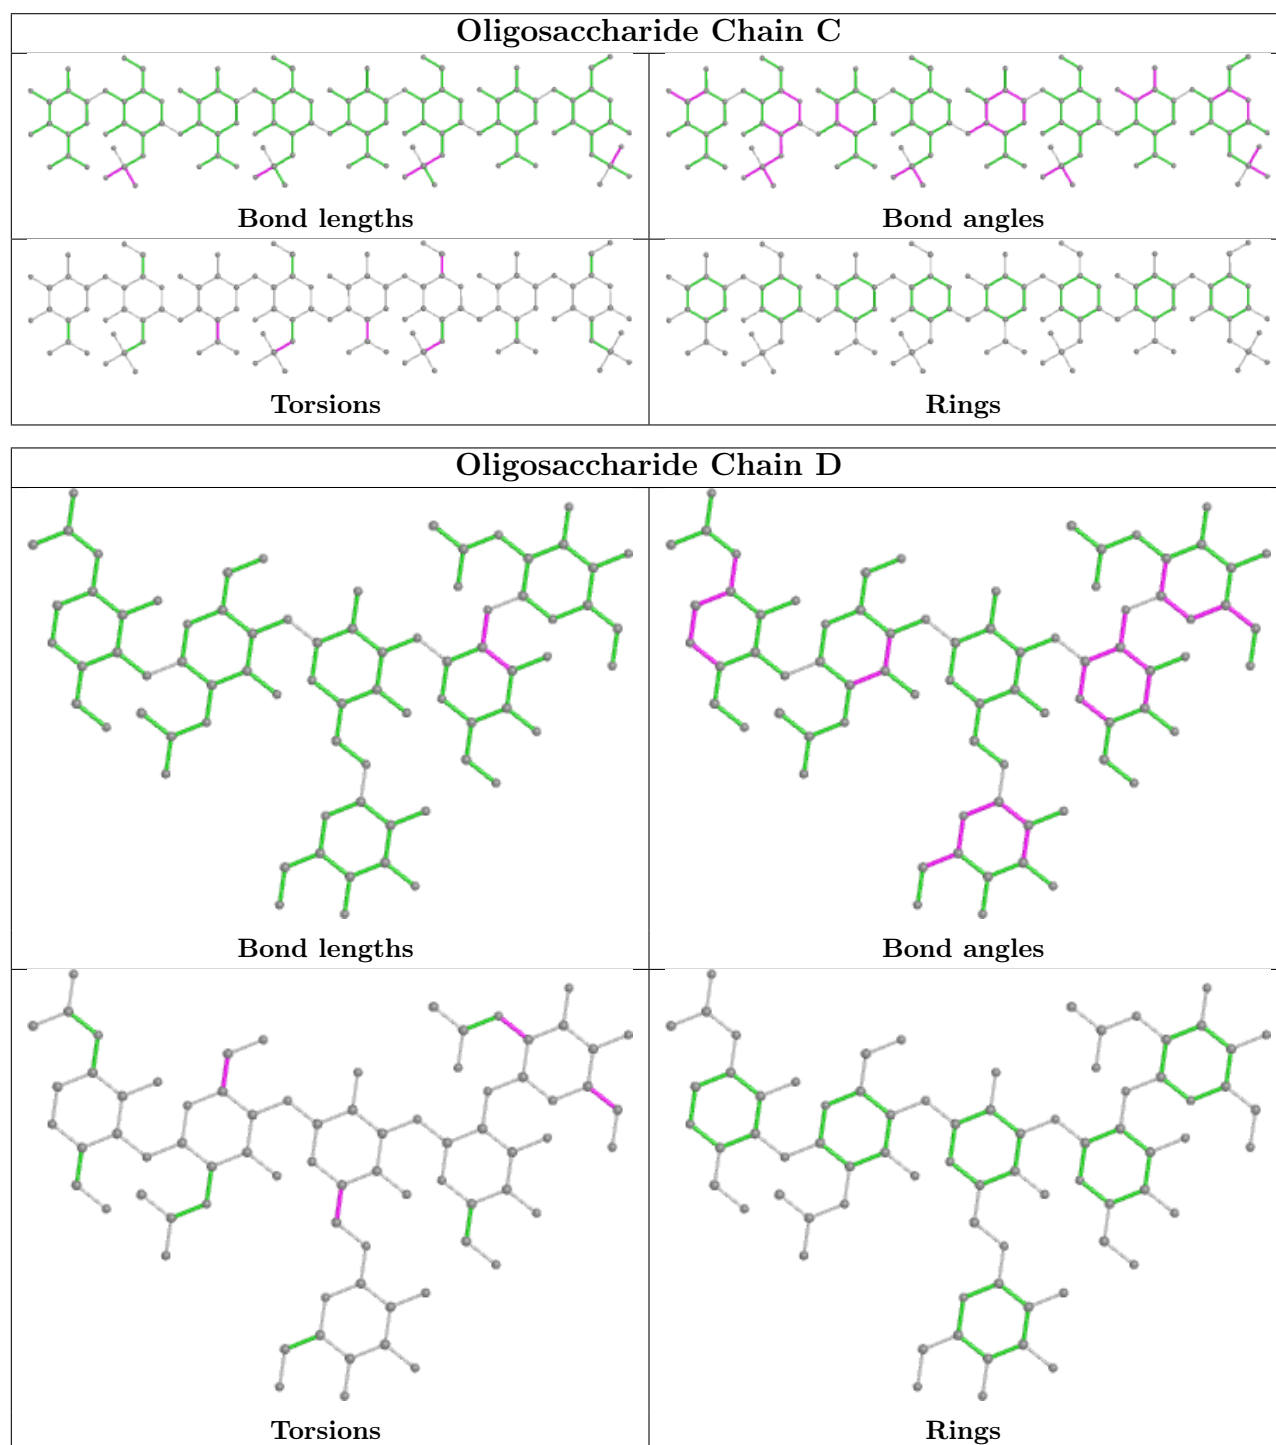 Oligosaccharide Chain C
Bond lengths
Bond angles
Torsions
Rings
Oligosaccharide Chain D
Bond lengths
Bond angles
Torsions
Rings